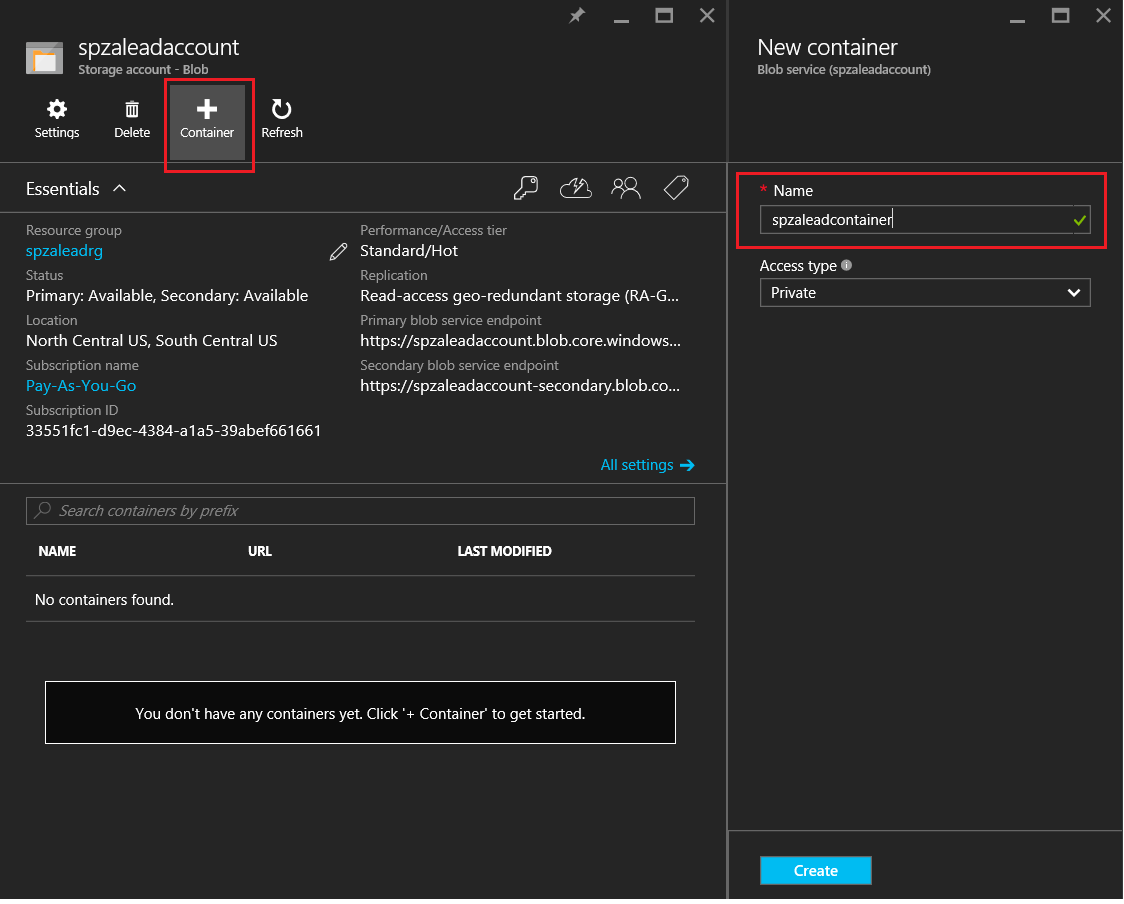 spzaleadaccount
Storage account - Blob
Settings
Delete
Container
Refresh
Essentials
Resource group
spzaleadrg
Status
Primary: Available, Secondary: Available
Location
North Central US, South Central US
Subscription name
Pay-As-You-Go
Subscription ID
33551fc1-d9ec-4384-a1a5-39abef661661
Performance/Access tier
Standard/Hot
Replication
Read-access geo-redundant storage (RA-G...
Primary blob service endpoint
https://spzaleadaccount.blob.core.windows...
Secondary blob service endpoint
https://spzaleadaccount-secondary.blob.co...
All settings
Search containers by prefix
NAME URL LAST MODIFIED
No containers found.
You don't have any containers yet. Click '+ Container' to get started.
New container
Blob service (spzaleadaccount)
* Name
spzaleadcontainer
Access type
Private
Create